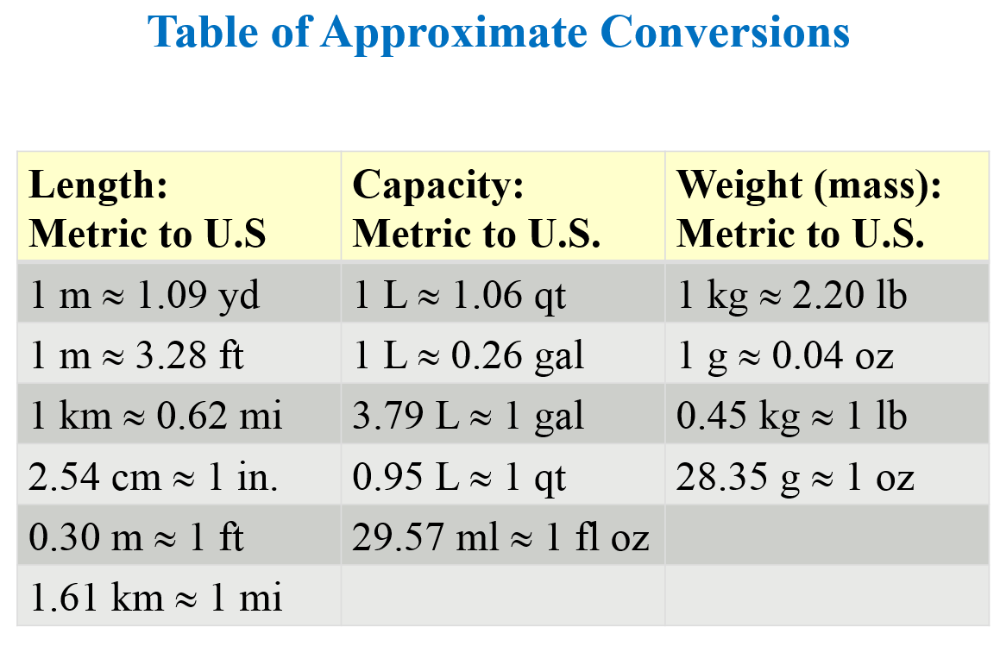 Table of Approximate Conversions
Length: Capacity: Weight (mass):
Metric to U.S Metric to U.S. Metric to U.S.
1 m ≈ 1.09 yd 1 L ≈ 1.06 qt 1 kg ≈ 2.20 lb
1 m ≈ 3.28 ft 1 L ≈ 0.26 gal 1 g ≈ 0.04 oz
1 km ≈ 0.62 mi 3.79 L ≈ 1 gal 0.45 kg ≈ 1 lb
2.54 cm ≈ 1 in. 0.95 L ≈ 1 qt 28.35 g ≈ 1 oz
0.30 m ≈ 1 ft 29.57 ml ≈ 1 fl oz
1.61 km ≈ 1 mi